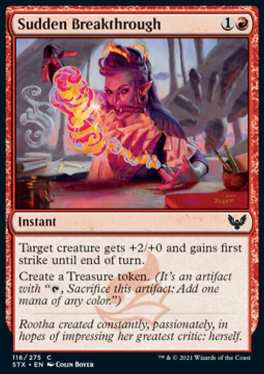 Sudden Breakthrough 1
Instant
Target creature gets +2/+0 and gains first
strike until end of turn.
Create a Treasure token. (It's an artifact
with “, Sacrifice this artifact: Add one
mana of any color.”)
Rootha created constantly, passionately, in
hopes of impressing her greatest critic: herself.
116/275 C
STX • EN Colin Boyer
™ & © 2021 Wizards of the Coast